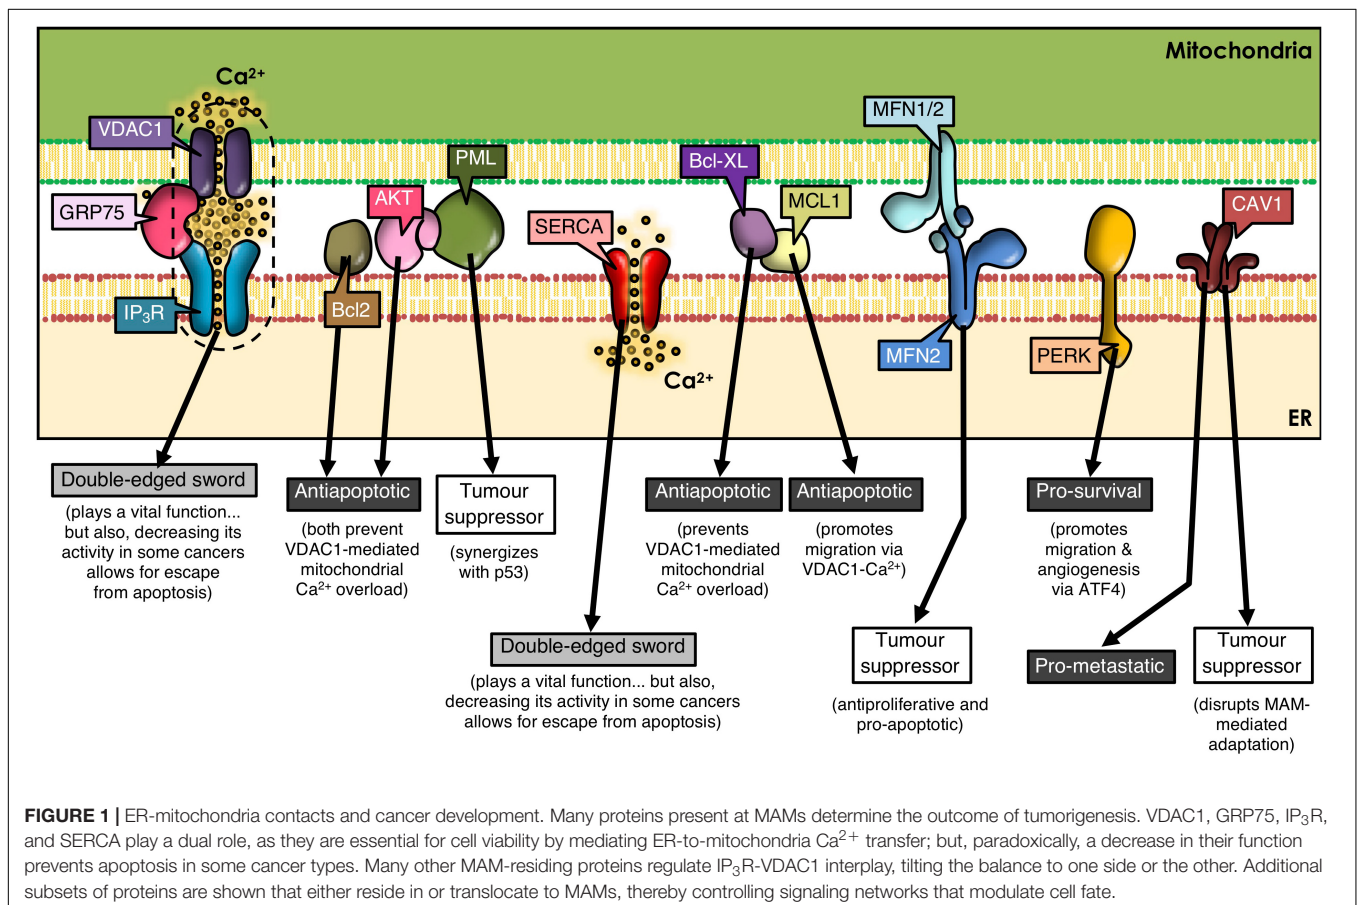 Mitochondria
Ca²⁺
VDAC1
GRP75
IP₃R
Bcl2
AKT
PML
SERCA
Ca²⁺
Bcl-XL
MCL1
MFN1/2
MFN2
PERK
CAV1
ER
Double-edged sword
(plays a vital function...
but also, decreasing its
activity in some cancers
allows for escape
from apoptosis)
Antiapoptotic
(both prevent
VDAC1-mediated
mitochondrial
Ca²⁺ overload)
Tumour
suppressor
(synergizes
with p53)
Double-edged sword
(plays a vital function... but also,
decreasing its activity in some cancers
allows for escape from apoptosis)
Antiapoptotic
(prevents
VDAC1-mediated
mitochondrial
Ca²⁺ overload)
Antiapoptotic
(promotes
migration via
VDAC1-Ca²⁺)
Tumour
suppressor
(antiproliferative and
pro-apoptotic)
Pro-survival
(promotes
migration &
angiogenesis
via ATF4)
Pro-metastatic
Tumour
suppressor
(disrupts MAM-
mediated
adaptation)
FIGURE 1 | ER-mitochondria contacts and cancer development. Many proteins present at MAMs determine the outcome of tumorigenesis. VDAC1, GRP75, IP₃R,
and SERCA play a dual role, as they are essential for cell viability by mediating ER-to-mitochondria Ca²⁺ transfer; but, paradoxically, a decrease in their function
prevents apoptosis in some cancer types. Many other MAM-residing proteins regulate IP₃R-VDAC1 interplay, tilting the balance to one side or the other. Additional
subsets of proteins are shown that either reside in or translocate to MAMs, thereby controlling signaling networks that modulate cell fate.